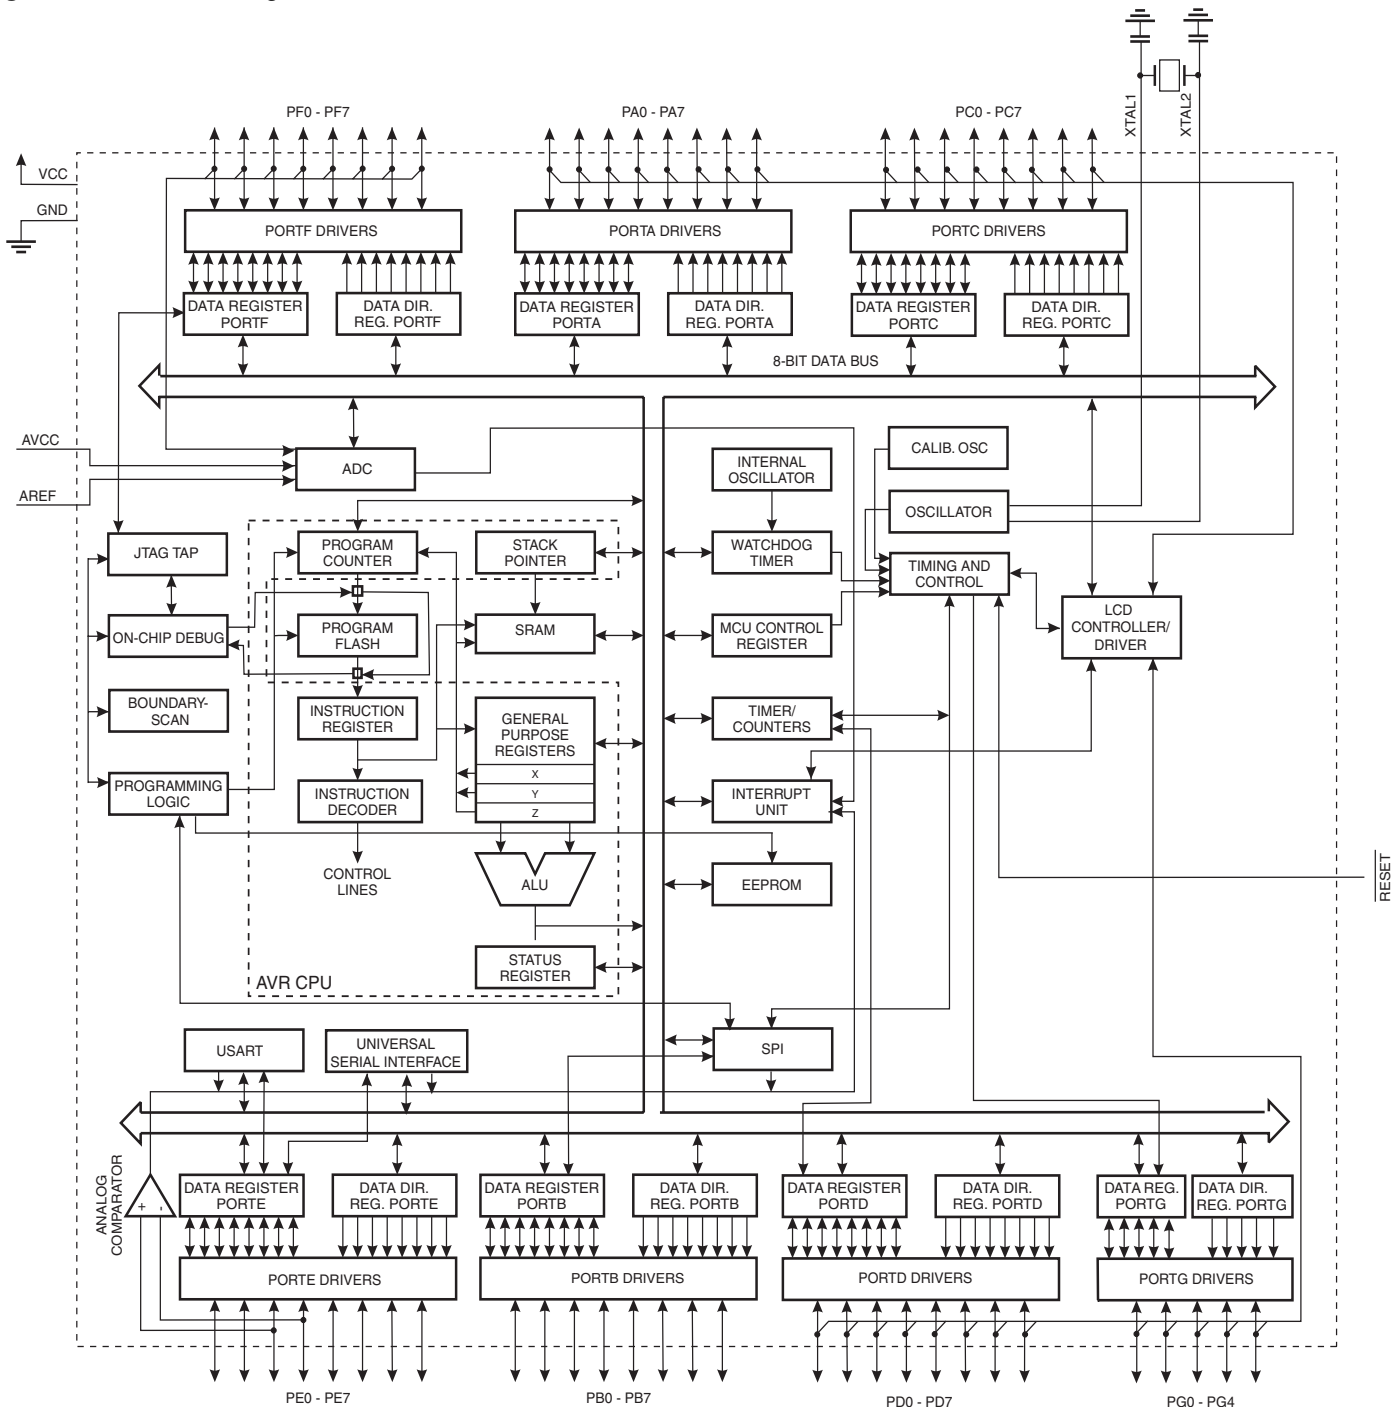 XTAL1
XTAL2
PF0 - PF7
PA0 - PA7
PC0 - PC7
VCC
GND
PORTF DRIVERS
PORTA DRIVERS
PORTC DRIVERS
DATA REGISTER
PORTF
DATA DIR.
REG. PORTF
DATA REGISTER
PORTA
DATA DIR.
REG. PORTA
DATA REGISTER
PORTC
DATA DIR.
REG. PORTC
8-BIT DATA BUS
AVCC
AREF
ADC
INTERNAL
OSCILLATOR
CALIB. OSC
OSCILLATOR
JTAG TAP
PROGRAM
COUNTER
STACK
POINTER
WATCHDOG
TIMER
TIMING AND
CONTROL
ON-CHIP DEBUG
PROGRAM
FLASH
SRAM
MCU CONTROL
REGISTER
LCD
CONTROLLER/
DRIVER
BOUNDARY-
SCAN
INSTRUCTION
REGISTER
GENERAL
PURPOSE
REGISTERS
X
Y
Z
TIMER/
COUNTERS
PROGRAMMING
LOGIC
INSTRUCTION
DECODER
INTERRUPT
UNIT
CONTROL
LINES
ALU
EEPROM
RESET
STATUS
REGISTER
AVR CPU
USART
UNIVERSAL
SERIAL INTERFACE
SPI
ANALOG
COMPARATOR
+
-
DATA REGISTER
PORTE
DATA DIR.
REG. PORTE
DATA REGISTER
PORTB
DATA DIR.
REG. PORTB
DATA REGISTER
PORTD
DATA DIR.
REG. PORTD
DATA REG.
PORTG
DATA DIR.
REG. PORTG
PORTE DRIVERS
PORTB DRIVERS
PORTD DRIVERS
PORTG DRIVERS
PE0 - PE7
PB0 - PB7
PD0 - PD7
PG0 - PG4